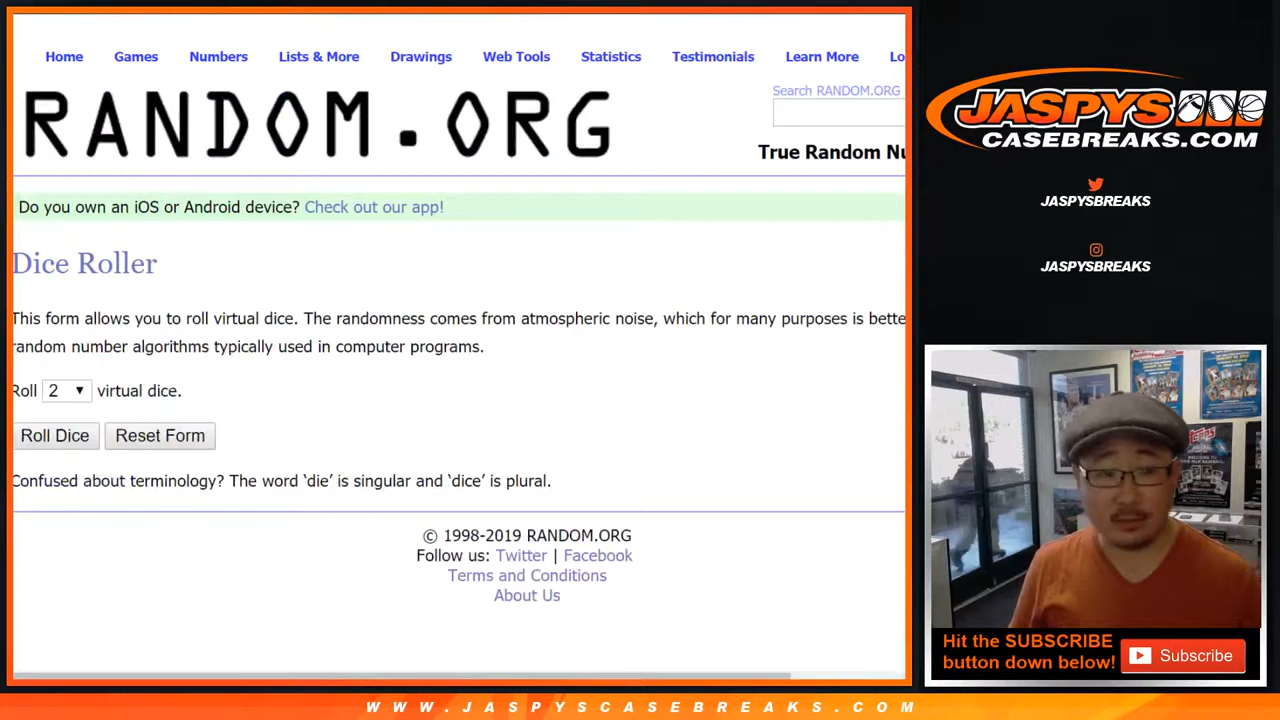 Home Games Numbers Lists & More Drawings Web Tools Statistics Testimonials Learn More Lo
RANDOM.ORG
Search RANDOM.ORG
True Random Nu
Do you own an iOS or Android device? Check out our app!
Dice Roller
This form allows you to roll virtual dice. The randomness comes from atmospheric noise, which for many purposes is bette
random number algorithms typically used in computer programs.
Roll 2 virtual dice.
Roll Dice Reset Form
Confused about terminology? The word ‘die’ is singular and ‘dice’ is plural.
© 1998-2019 RANDOM.ORG
Follow us: Twitter | Facebook
Terms and Conditions
About Us
JASPYS
CASEBREAKS.COM
JASPYSBREAKS
JASPYSBREAKS
topps
Hit the SUBSCRIBE
button down below!
Subscribe
WWW.JASPYSCASEBREAKS.COM